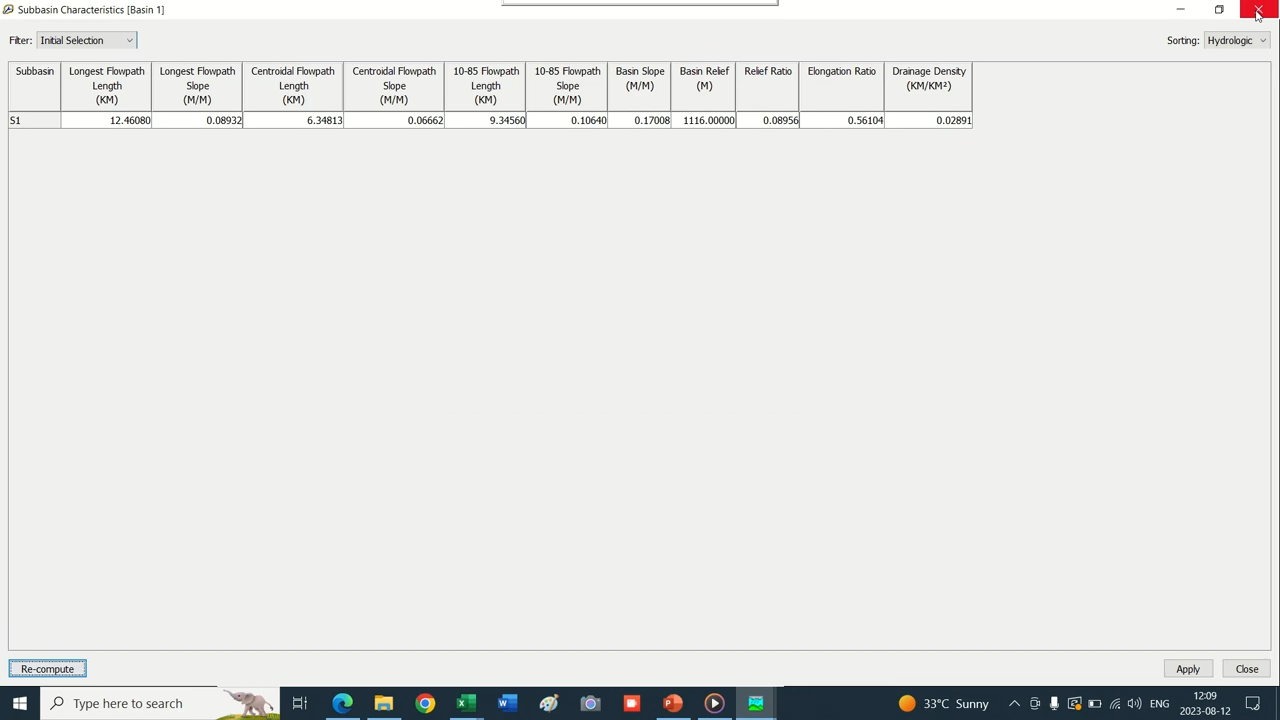 Subbasin Characteristics [Basin 1]
Filter: Initial Selection
Sorting: Hydrologic
Subbasin Longest Flowpath Longest Flowpath Centroidal Flowpath Centroidal Flowpath 10-85 Flowpath 10-85 Flowpath Basin Slope Basin Relief Relief Ratio Elongation Ratio Drainage Density
Length Slope Length Slope Length Slope (M/M) (M) (KM/KM²)
(KM) (M/M) (KM) (M/M) (KM) (M/M)
S1 12.46080 0.08932 6.34813 0.06662 9.34560 0.10640 0.17008 1116.00000 0.08956 0.56104 0.02891
Re-compute
Apply
Close
Type here to search
33°C Sunny
ENG
12:09
2023-08-12